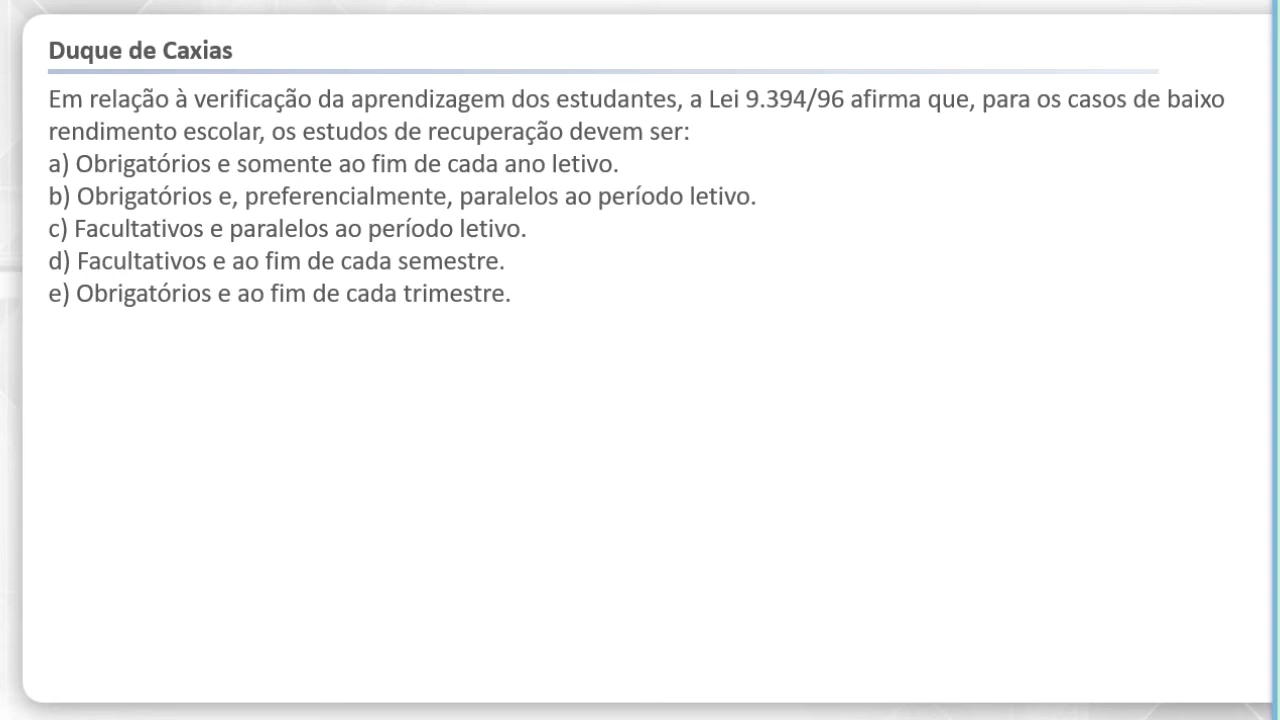 Duque de Caxias
Em relação à verificação da aprendizagem dos estudantes, a Lei 9.394/96 afirma que, para os casos de baixo
rendimento escolar, os estudos de recuperação devem ser:
a) Obrigatórios e somente ao fim de cada ano letivo.
b) Obrigatórios e, preferencialmente, paralelos ao período letivo.
c) Facultativos e paralelos ao período letivo.
d) Facultativos e ao fim de cada semestre.
e) Obrigatórios e ao fim de cada trimestre.